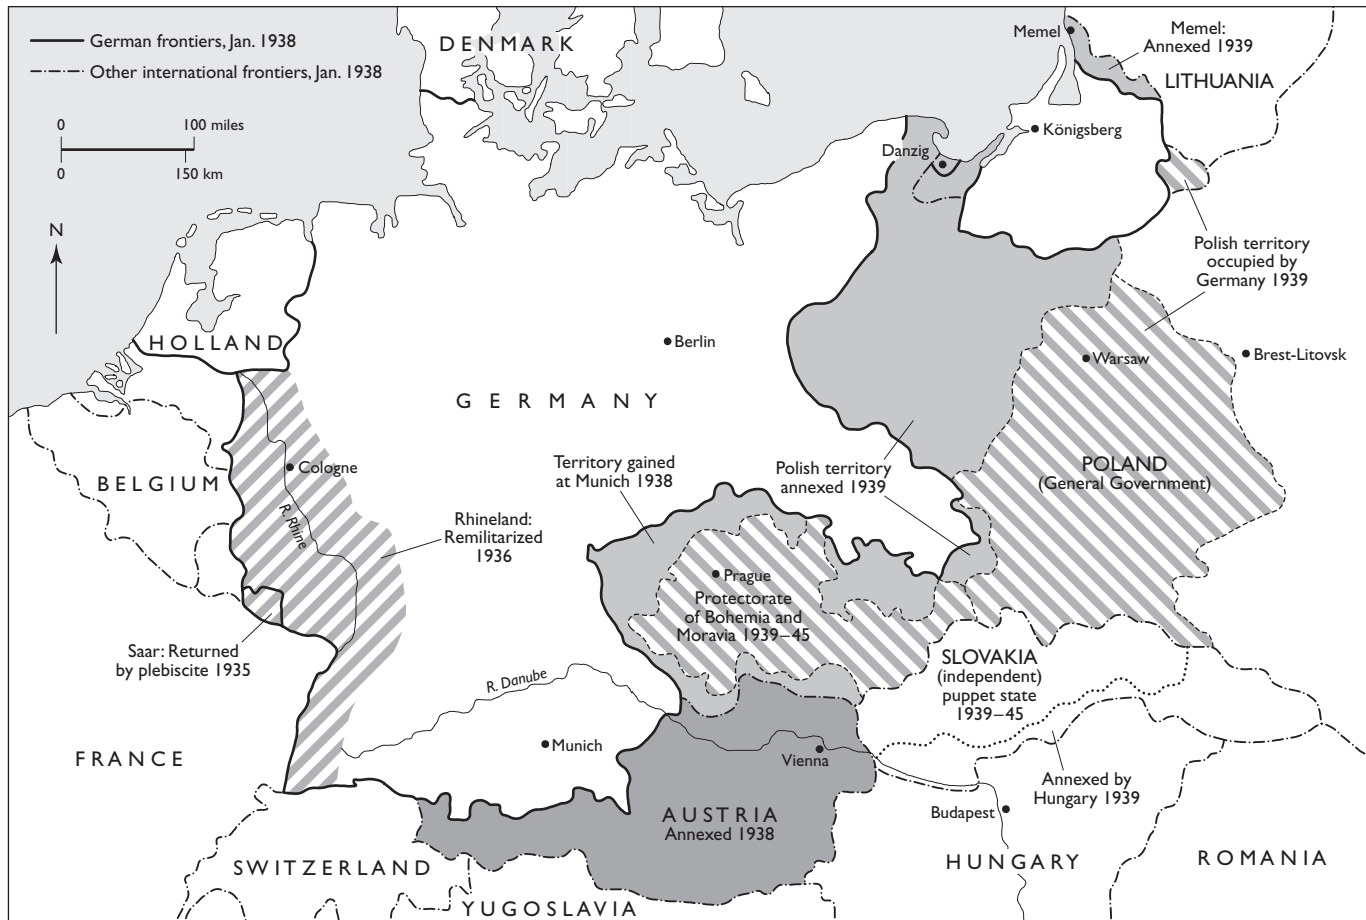 German frontiers, Jan. 1938
Other international frontiers, Jan. 1938
0 100 miles
0 150 km
N
DENMARK
Memel
Memel:
Annexed 1939
LITHUANIA
Königsberg
Danzig
Polish territory
occupied by
Germany 1939
HOLLAND
Berlin
Warsaw
Brest-Litovsk
GERMANY
BELGIUM
Cologne
R. Rhine
Territory gained
at Munich 1938
Polish territory
annexed 1939
POLAND
(General Government)
Rhineland:
Remilitarized
1936
Prague
Protectorate
of Bohemia and
Moravia 1939–45
Saar: Returned
by plebiscite 1935
SLOVAKIA
(independent)
puppet state
1939–45
R. Danube
FRANCE
Munich
Vienna
Annexed by
Hungary 1939
AUSTRIA
Annexed 1938
Budapest
SWITZERLAND
HUNGARY
ROMANIA
YUGOSLAVIA